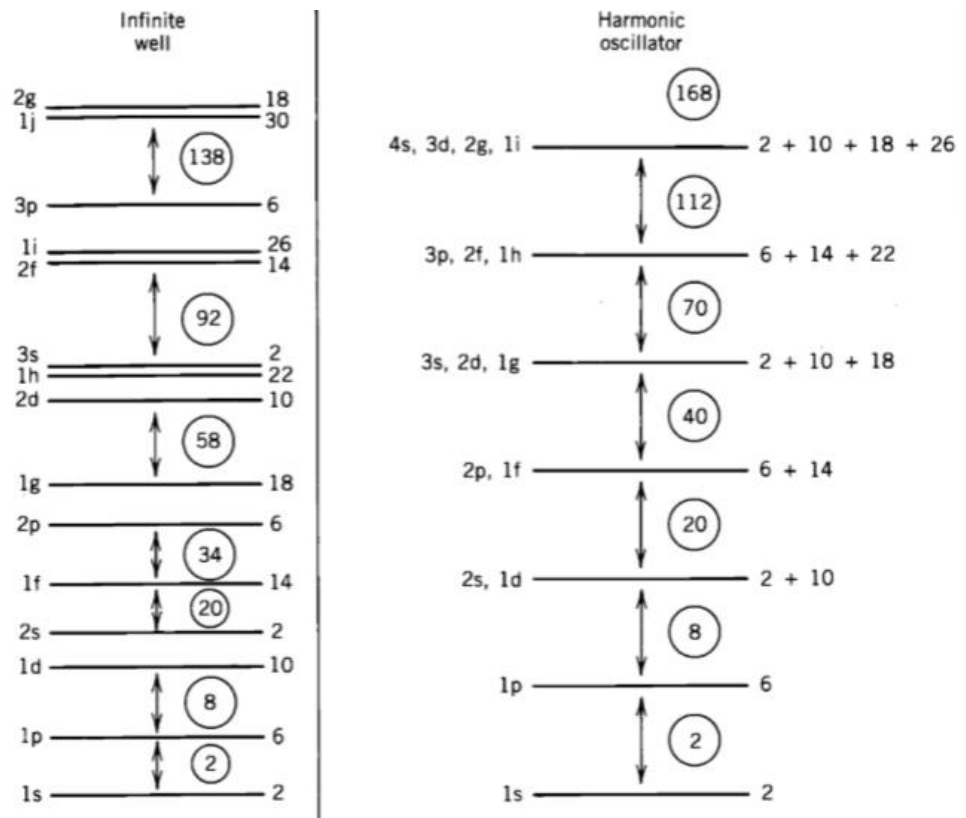 Infinite
well
2g 18
1j 30
138
3p 6
1i 26
2f 14
92
3s 2
1h 22
2d 10
58
1g 18
2p 6
34
1f 14
20
2s 2
1d 10
8
1p 6
2
1s 2
Harmonic
oscillator
168
4s, 3d, 2g, 1i 2 + 10 + 18 + 26
112
3p, 2f, 1h 6 + 14 + 22
70
3s, 2d, 1g 2 + 10 + 18
40
2p, 1f 6 + 14
20
2s, 1d 2 + 10
8
1p 6
2
1s 2